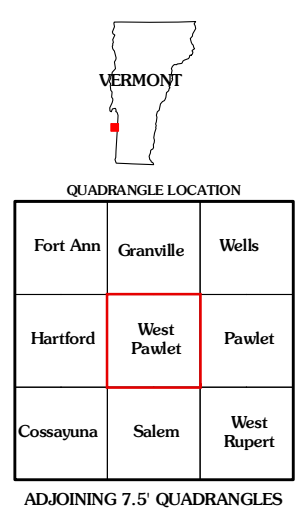 VERMONT
QUADRANGLE LOCATION
Fort Ann
Granville
Wells
Hartford
West
Pawlet
Pawlet
Cossayuna
Salem
West
Rupert
ADJOINING 7.5' QUADRANGLES